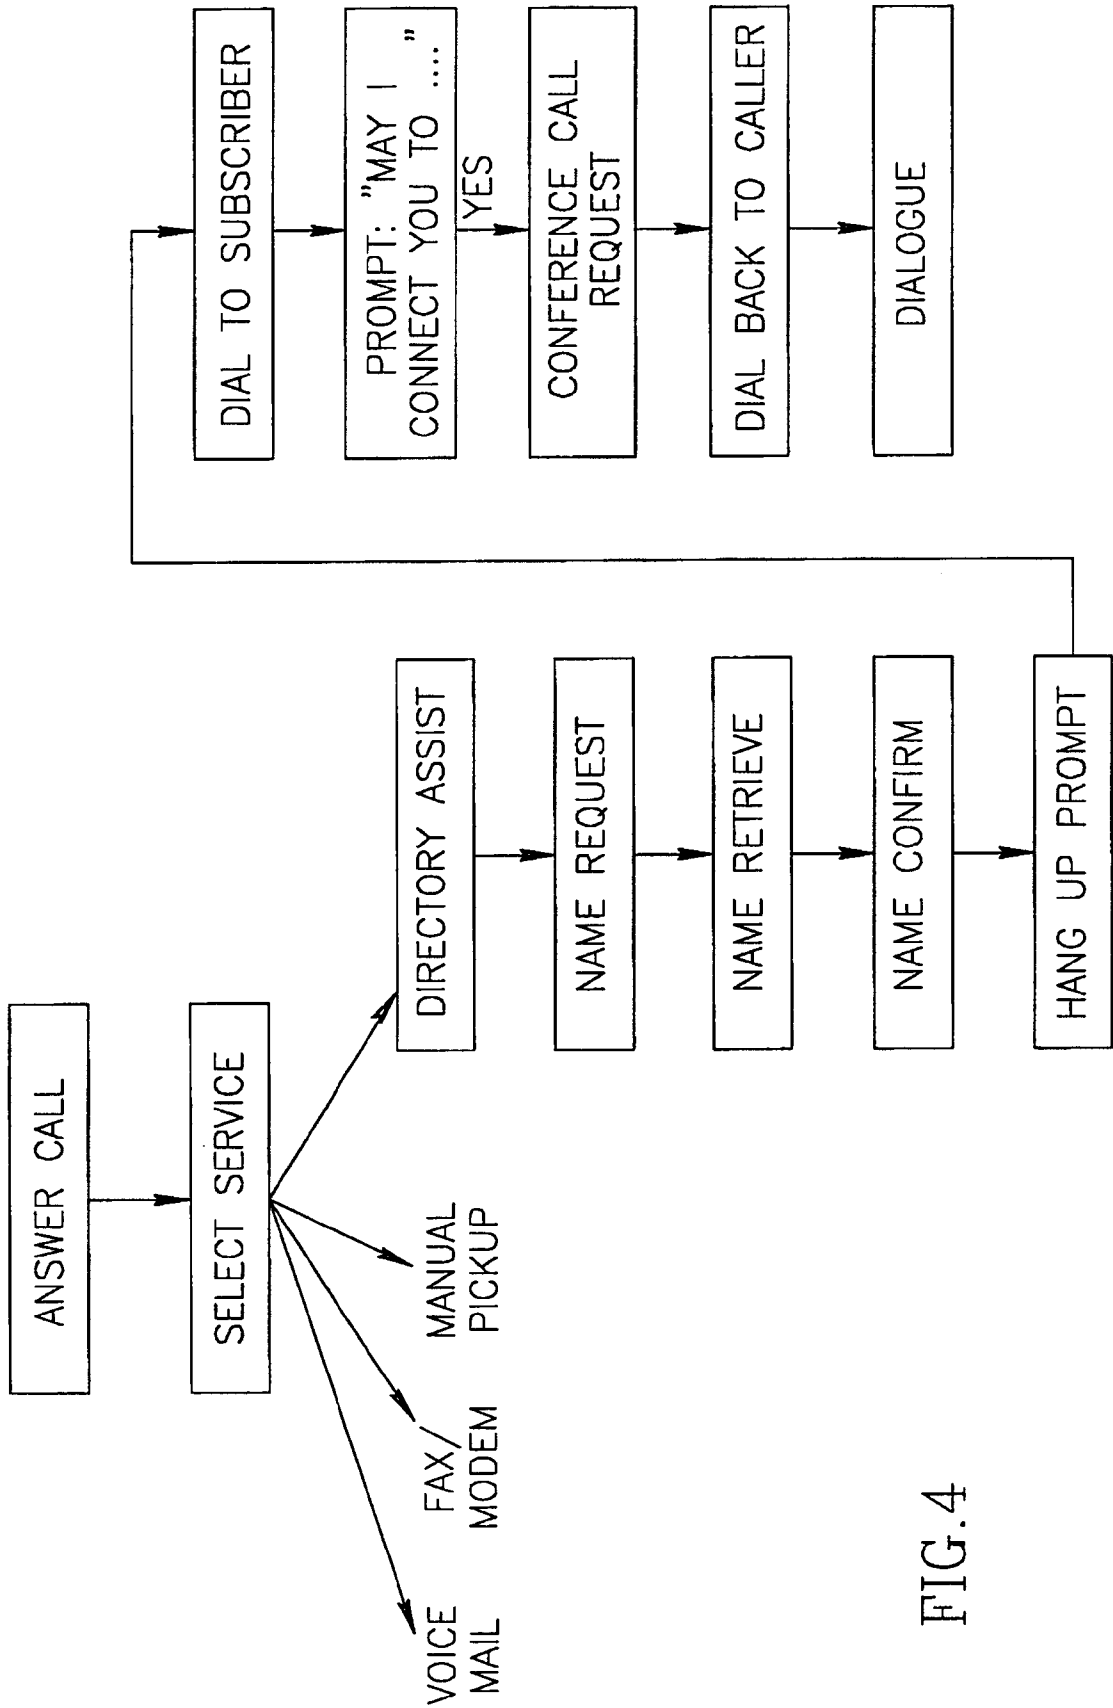 ANSWER CALL
SELECT SERVICE
VOICE
MAIL
FAX/
MODEM
MANUAL
PICKUP
DIRECTORY ASSIST
NAME REQUEST
NAME RETRIEVE
NAME CONFIRM
HANG UP PROMPT
DIAL TO SUBSCRIBER
PROMPT: "MAY I
CONNECT YOU TO ...."
YES
CONFERENCE CALL
REQUEST
DIAL BACK TO CALLER
DIALOGUE
FIG.4